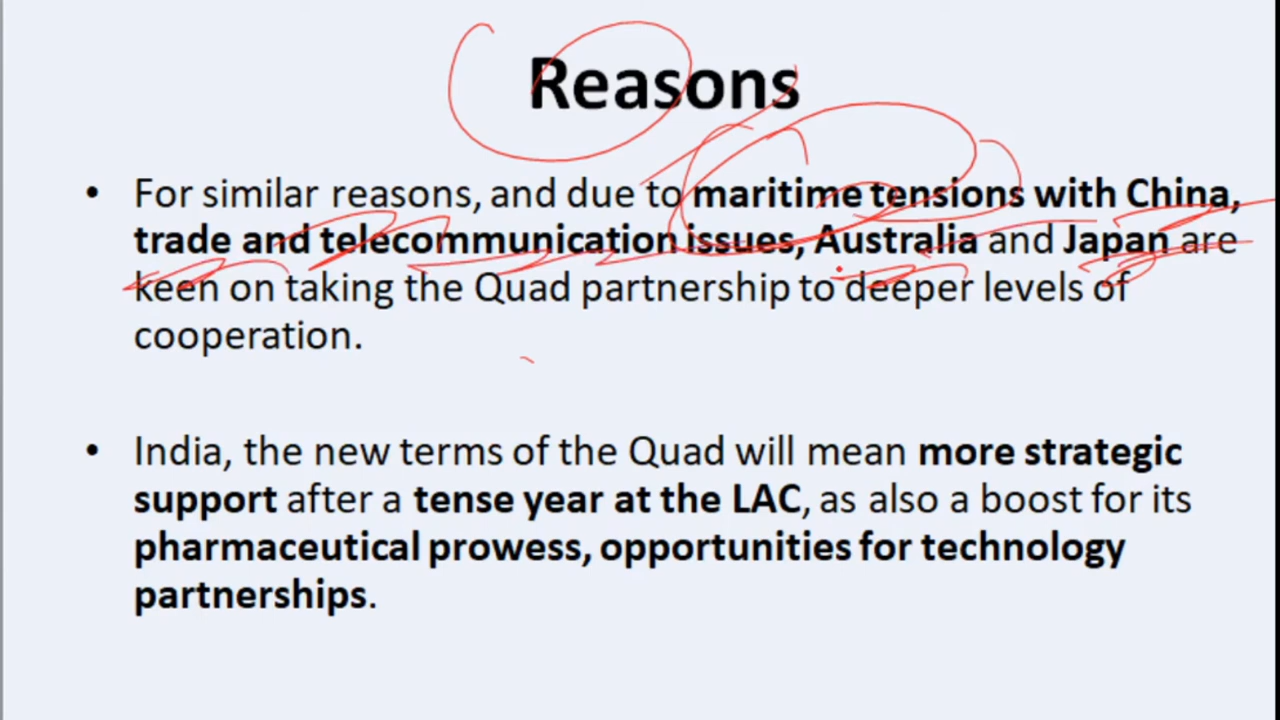 Reasons
• For similar reasons, and due to maritime tensions with China,
trade and telecommunication issues, Australia and Japan are
keen on taking the Quad partnership to deeper levels of
cooperation.
• India, the new terms of the Quad will mean more strategic
support after a tense year at the LAC, as also a boost for its
pharmaceutical prowess, opportunities for technology
partnerships.